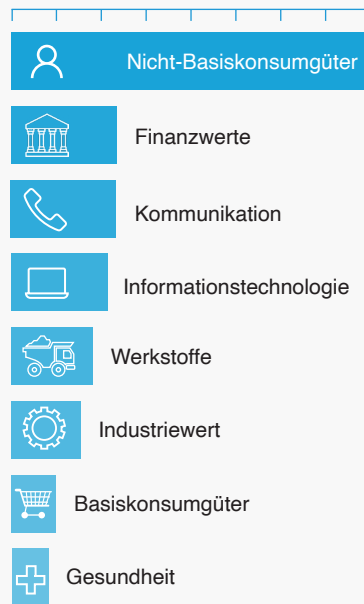 Nicht-Basiskonsumgüter
Finanzwerte
Kommunikation
Informationstechnologie
Werkstoffe
Industriewert
Basiskonsumgüter
Gesundheit